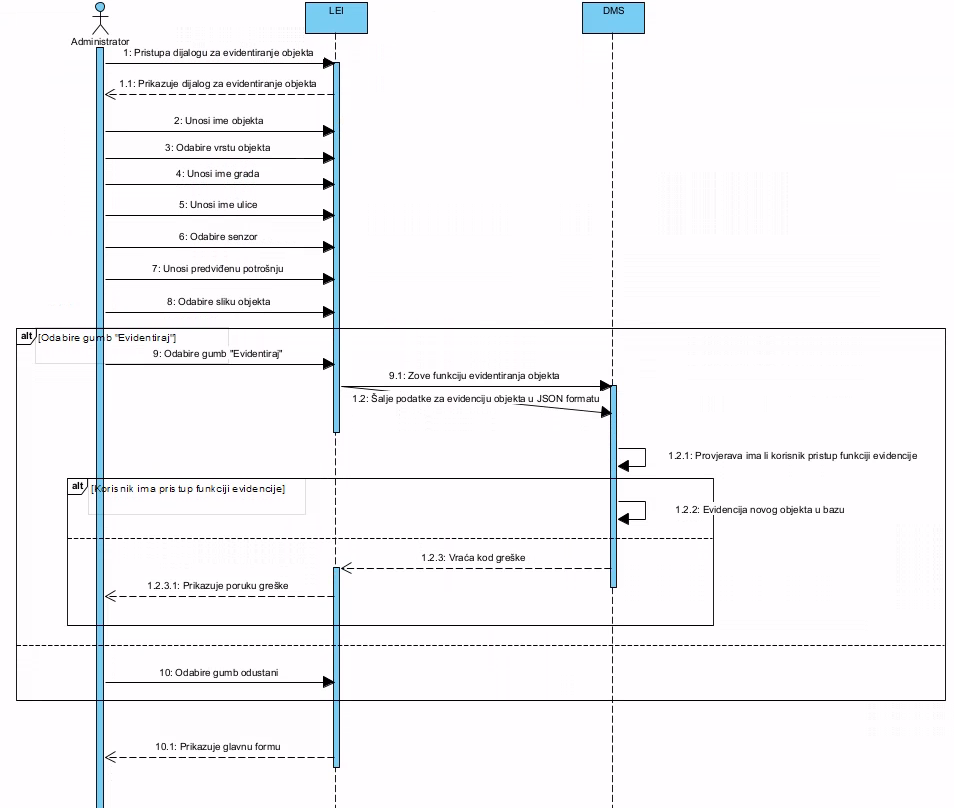 LEI
DMS
Administrator
1: Pristupa dijalogu za evidentiranje objekta
1.1: Prikazuje dijalog za evidentiranje objekta
2: Unosi ime objekta
3: Odabire vrstu objekta
4: Unosi ime grada
5: Unosi ime ulice
6: Odabire senzor
7: Unosi predviđenu potrošnju
8: Odabire sliku objekta
alt
[Odabire gumb "Evidentiraj"]
9: Odabire gumb "Evidentiraj"
9.1: Zove funkciju evidentiranja objekta
1.2: Šalje podatke za evidenciju objekta u JSON formatu
1.2.1: Provjerava ima li korisnik pristup funkciji evidencije
alt
[Korisnik ima pristup funkciji evidencije]
1.2.2: Evidencija novog objekta u bazu
1.2.3: Vraća kod greške
1.2.3.1: Prikazuje poruku greške
10: Odabire gumb odustani
10.1: Prikazuje glavnu formu